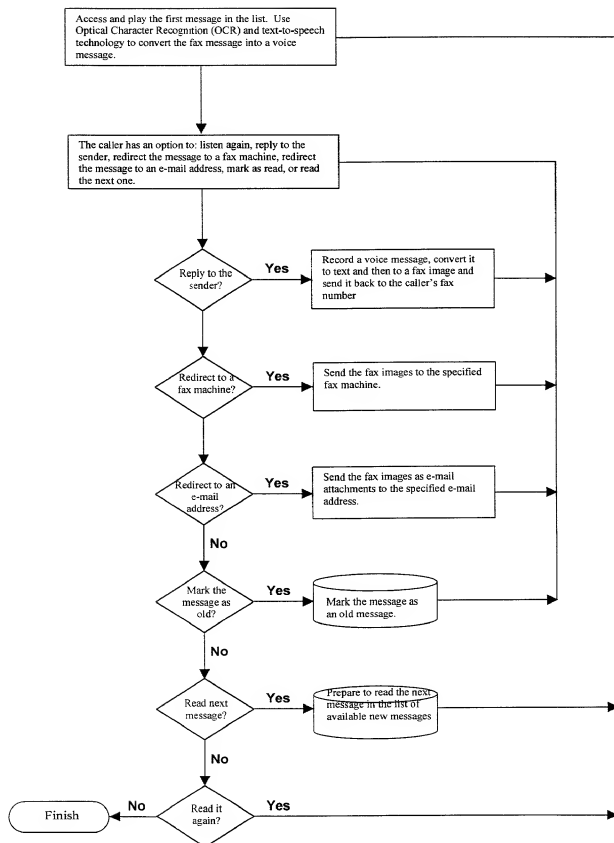 Access and play the first message in the list. Use
Optical Character Recognition (OCR) and text-to-speech
technology to convert the fax message into a voice
message.
The caller has an option to: listen again, reply to the
sender, redirect the message to a fax machine, redirect
the message to an e-mail address, mark as read, or read
the next one.
Reply to the
sender?
Yes
Record a voice message, convert it
to text and then to a fax image and
send it back to the caller's fax
number
Redirect to a
fax machine?
Yes
Send the fax images to the specified
fax machine.
Redirect to an
e-mail
address?
Yes
Send the fax images as e-mail
attachments to the specified e-mail
address.
No
Mark the
message as
old?
Yes
Mark the message as
an old message.
No
Read next
message?
Yes
Prepare to read the next
message in the list of
available new messages
No
Read it
again?
Yes
No
Finish